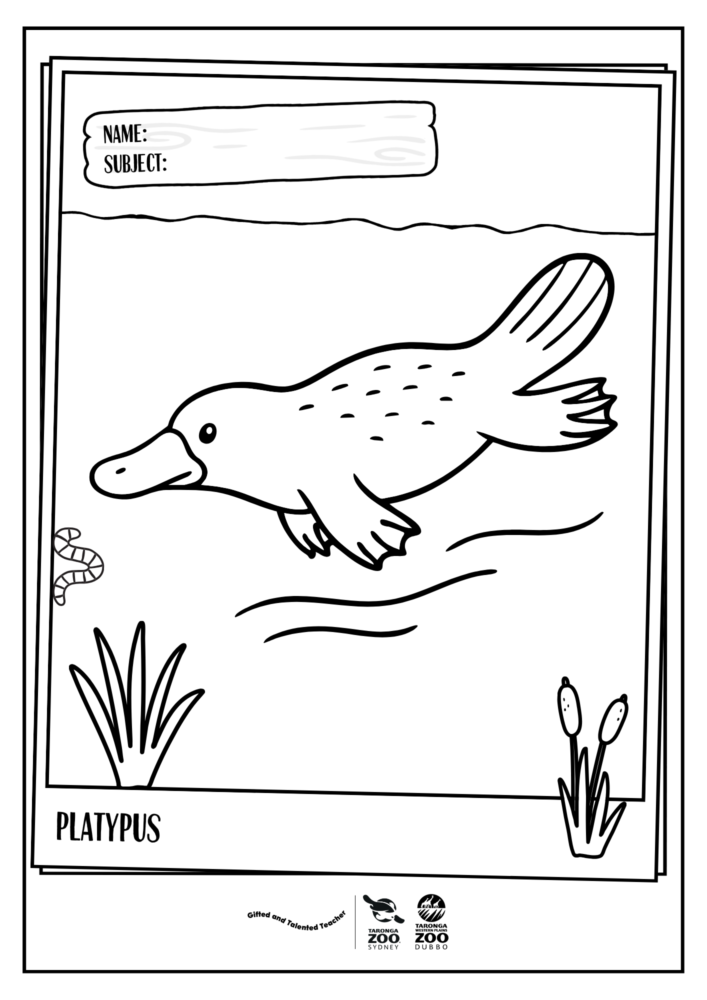 NAME:
SUBJECT:
PLATYPUS
Gifted and Talented Teacher
TARONGA
ZOO
SYDNEY
TARONGA
WESTERN PLAINS
ZOO
DUBBO